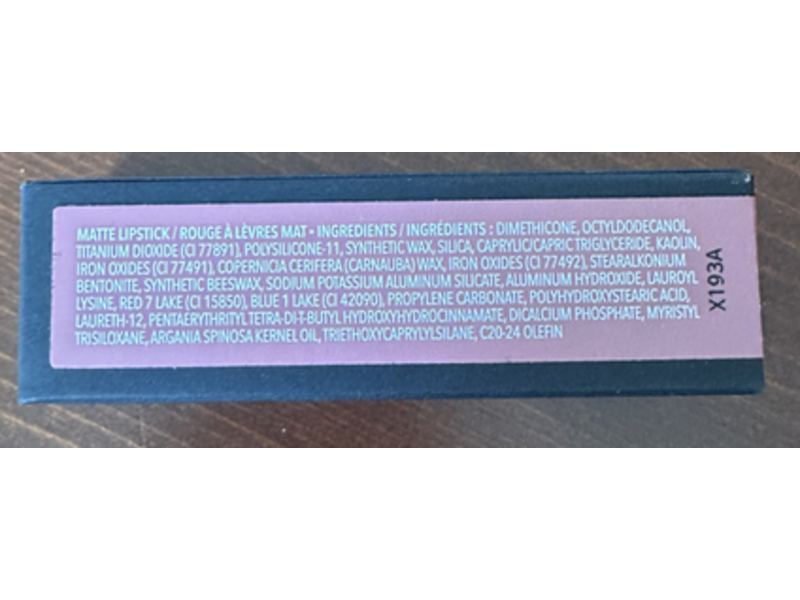 MATTE LIPSTICK / ROUGE À LÈVRES MAT • INGREDIENTS / INGRÉDIENTS : DIMETHICONE, OCTYLDODECANOL,
TITANIUM DIOXIDE (CI 77891), POLYSILICONE-11, SYNTHETIC WAX, SILICA, CAPRYLIC/CAPRIC TRIGLYCERIDE, KAOLIN,
IRON OXIDES (CI 77491), COPERNICIA CERIFERA (CARNAUBA) WAX, IRON OXIDES (CI 77492), STEARALKONIUM
BENTONITE, SYNTHETIC BEESWAX, SODIUM POTASSIUM ALUMINUM SILICATE, ALUMINUM HYDROXIDE, LAUROYL
LYSINE, RED 7 LAKE (CI 15850), BLUE 1 LAKE (CI 42090), PROPYLENE CARBONATE, POLYHYDROXYSTEARIC ACID,
LAURETH-12, PENTAERYTHRITYL TETRA-DI-T-BUTYL HYDROXYHYDROCINNAMATE, DICALCIUM PHOSPHATE, MYRISTYL
TRISILOXANE, ARGANIA SPINOSA KERNEL OIL, TRIETHOXYCAPRYLYLSILANE, C20-24 OLEFIN
X193A